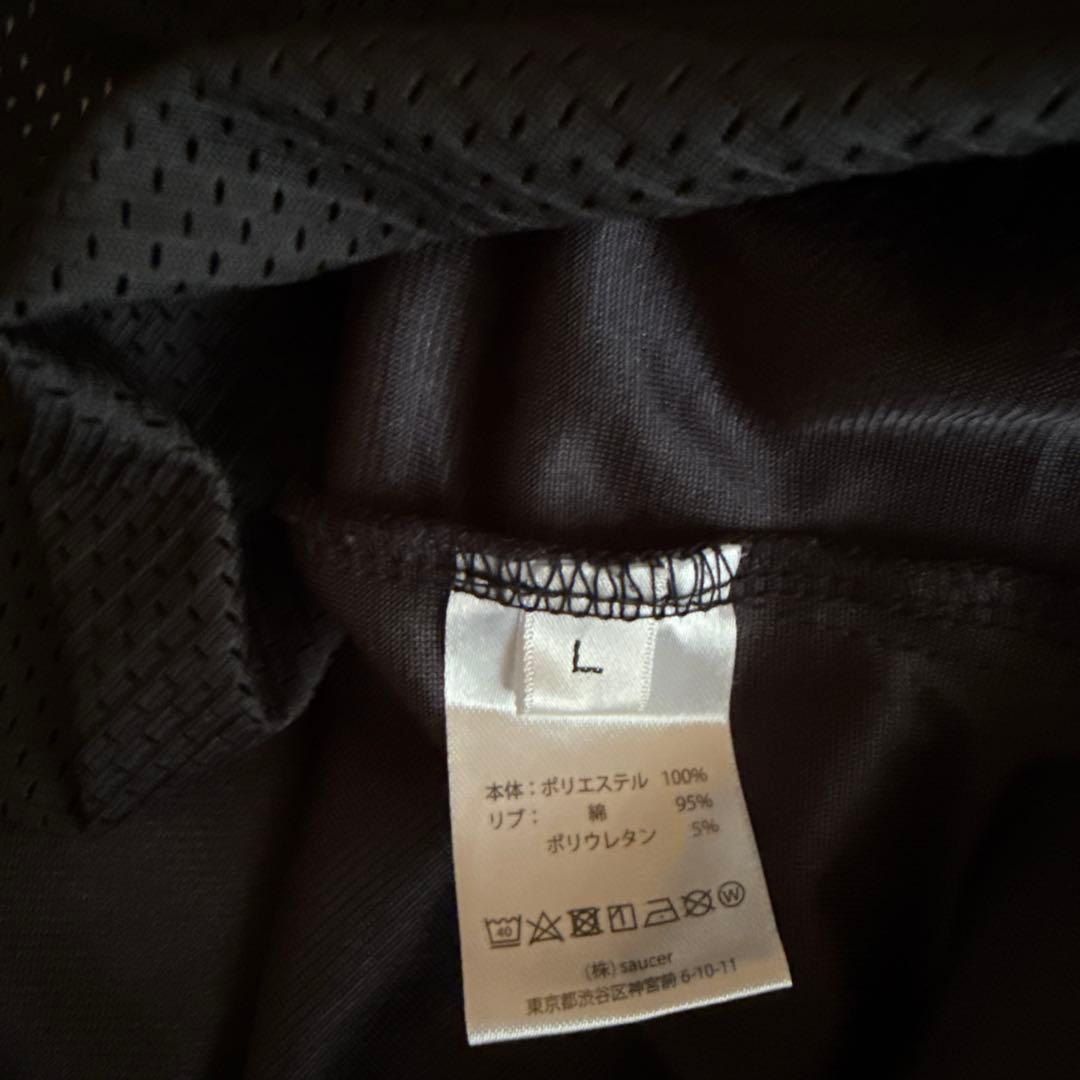 L
本体：ポリエステル 100%
リブ： 綿 95%
ポリウレタン 5%
40 W
(株) saucer
東京都渋谷区神宮前 6-10-11